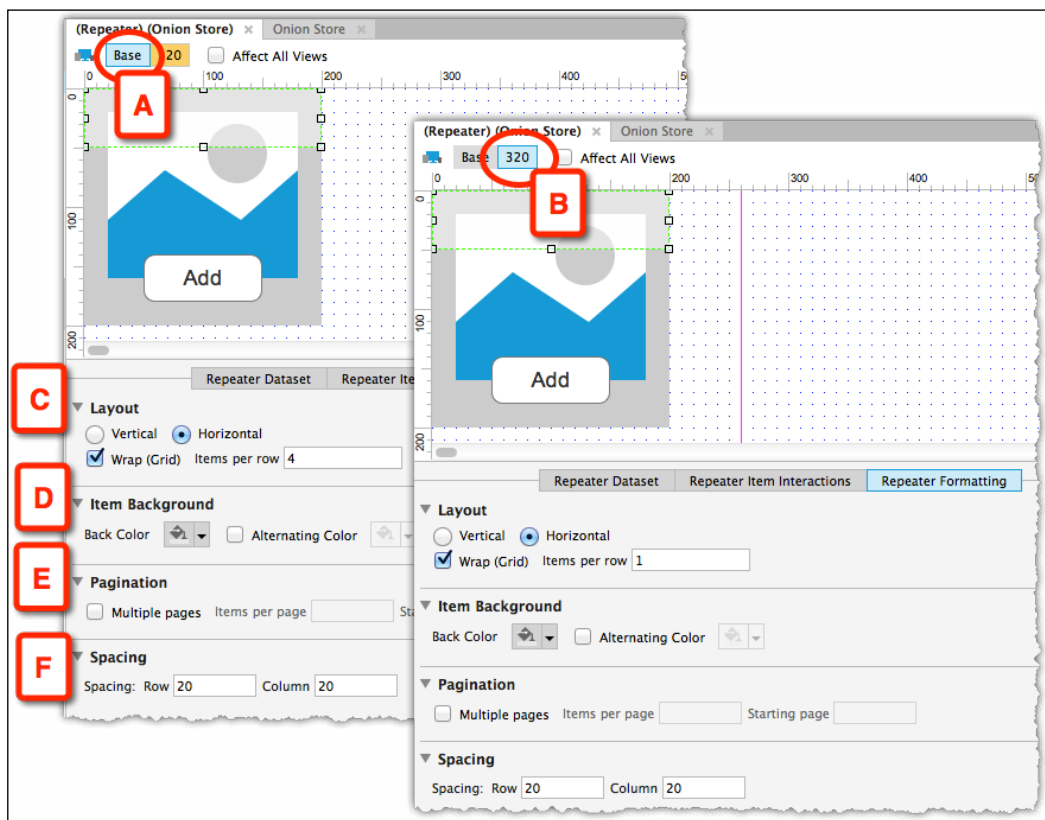 (Repeater) (Onion Store) × Onion Store ×
Base 20 Affect All Views
0 100 300 400 5
A
0
100
200
Add
C
Repeater Dataset Repeater Ite
Layout
Vertical Horizontal
Wrap (Grid) Items per row 4
D
Item Background
Back Color Alternating Color
E
Pagination
Multiple pages Items per page Sta
F
Spacing
Spacing: Row 20 Column 20
(Repeater) (Onion Store) × Onion Store ×
Base 320 Affect All Views
0 200 300 400 50
B
0
100
200
Add
Repeater Dataset Repeater Item Interactions Repeater Formatting
Layout
Vertical Horizontal
Wrap (Grid) Items per row 1
Item Background
Back Color Alternating Color
Pagination
Multiple pages Items per page Starting page
Spacing
Spacing: Row 20 Column 20